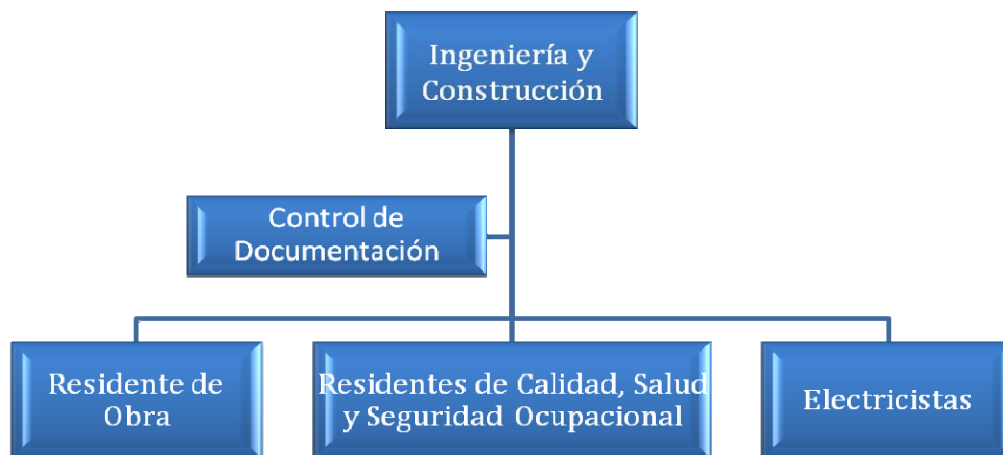 Ingeniería y
Construcción
Control de
Documentación
Residente de
Obra
Residentes de Calidad, Salud
y Seguridad Ocupacional
Electricistas